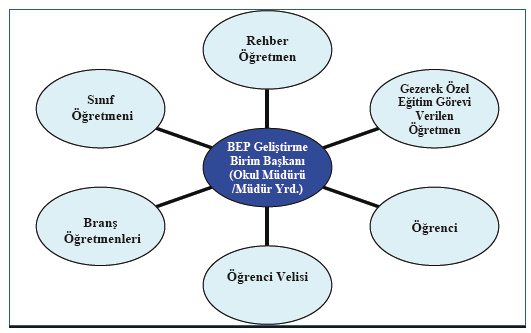 Rehber
Öğretmen
Sınıf
Öğretmeni
Gezerek Özel
Eğitim Görevi
Verilen
Öğretmen
BEP Geliştirme
Birim Başkanı
(Okul Müdürü
/Müdür Yrd.)
Branş
Öğretmenleri
Öğrenci
Öğrenci Velisi